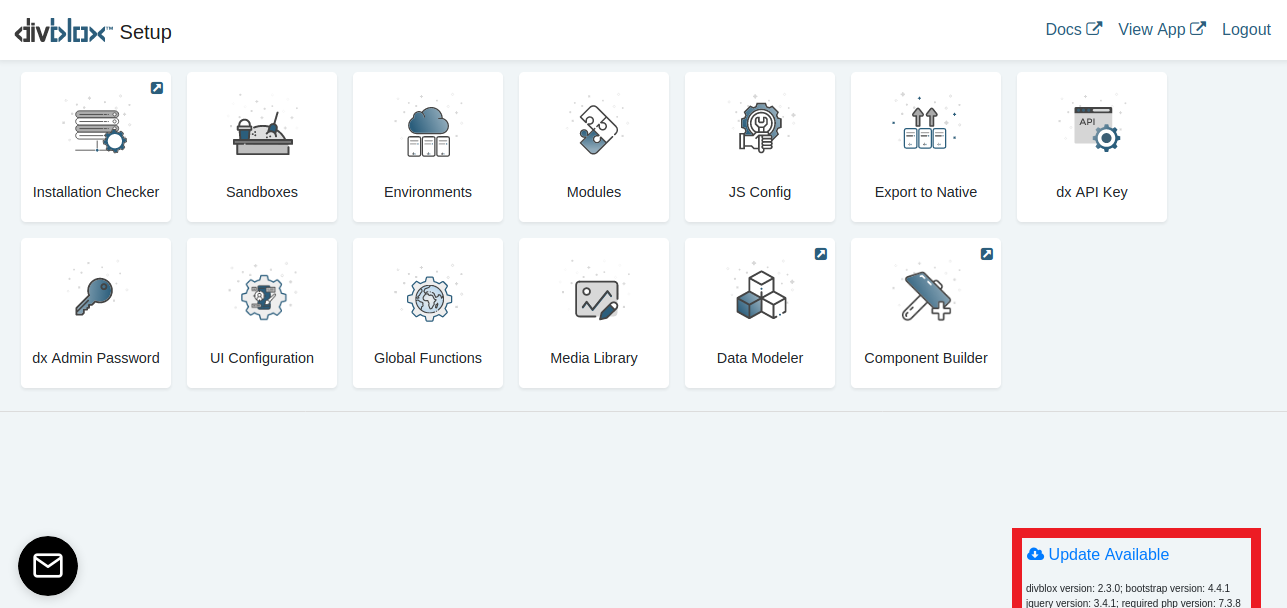 divblox™ Setup
Docs View App Logout
Installation Checker
Sandboxes
Environments
Modules
JS Config
Export to Native
API
dx API Key
dx Admin Password
UI Configuration
Global Functions
Media Library
Data Modeler
Component Builder
Update Available
divblox version: 2.3.0; bootstrap version: 4.4.1
jquery version: 3.4.1; required php version: 7.3.8